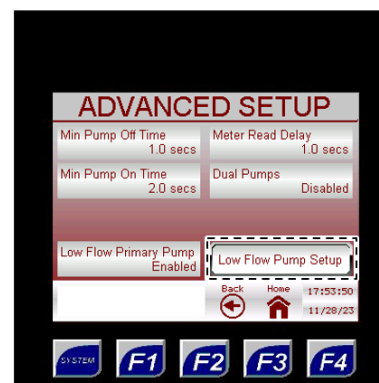 ADVANCED SETUP
Min Pump Off Time
1.0 secs
Meter Read Delay
1.0 secs
Min Pump On Time
2.0 secs
Dual Pumps
Disabled
Low Flow Primary Pump
Enabled
Low Flow Pump Setup
Back
Home
17:53:50
11/28/23
SYSTEM
F1
F2
F3
F4